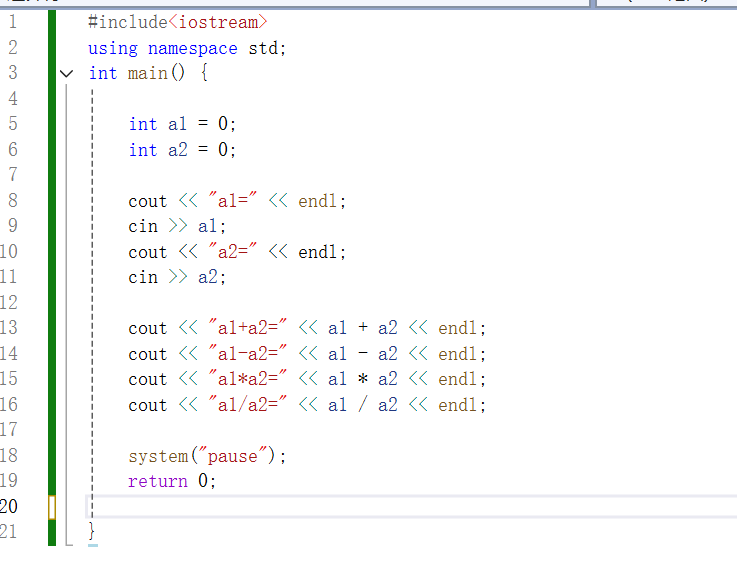 1 #include<iostream>
2 using namespace std;
3 int main() {
4
5 int a1 = 0;
6 int a2 = 0;
7
8 cout << "a1=" << endl;
9 cin >> a1;
10 cout << "a2=" << endl;
11 cin >> a2;
12
13 cout << "a1+a2=" << a1 + a2 << endl;
14 cout << "a1-a2=" << a1 - a2 << endl;
15 cout << "a1*a2=" << a1 * a2 << endl;
16 cout << "a1/a2=" << a1 / a2 << endl;
17
18 system("pause");
19 return 0;
20
21 }